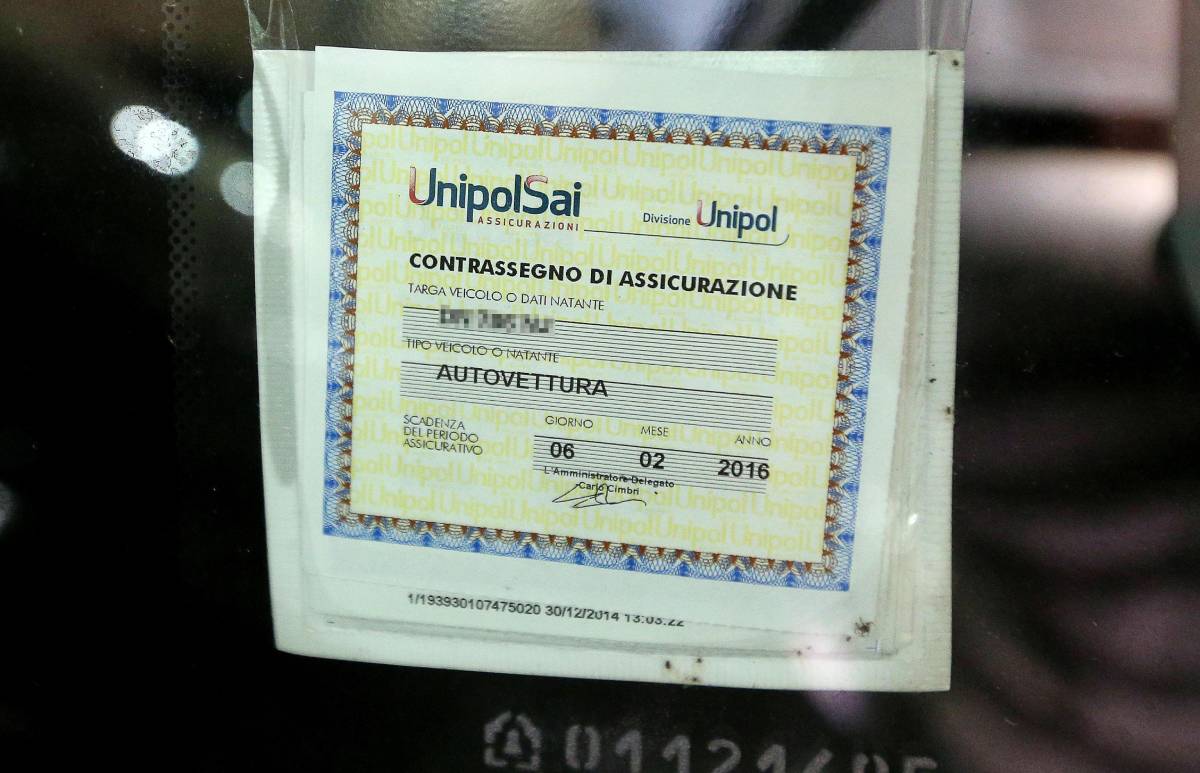 UnipolSai
ASSICURAZIONI
Divisione Unipol
CONTRASSEGNO DI ASSICURAZIONE
TARGA VEICOLO O DATI NATANTE
TIPO VEICOLO O NATANTE
AUTOVETTURA
SCADENZA
DEL PERIODO
ASSICURATIVO
GIORNO MESE ANNO
06 02 2016
L'Amministratore Delegato
Carlo Cimbri
1/193930107475020 30/12/2014 13:03:22